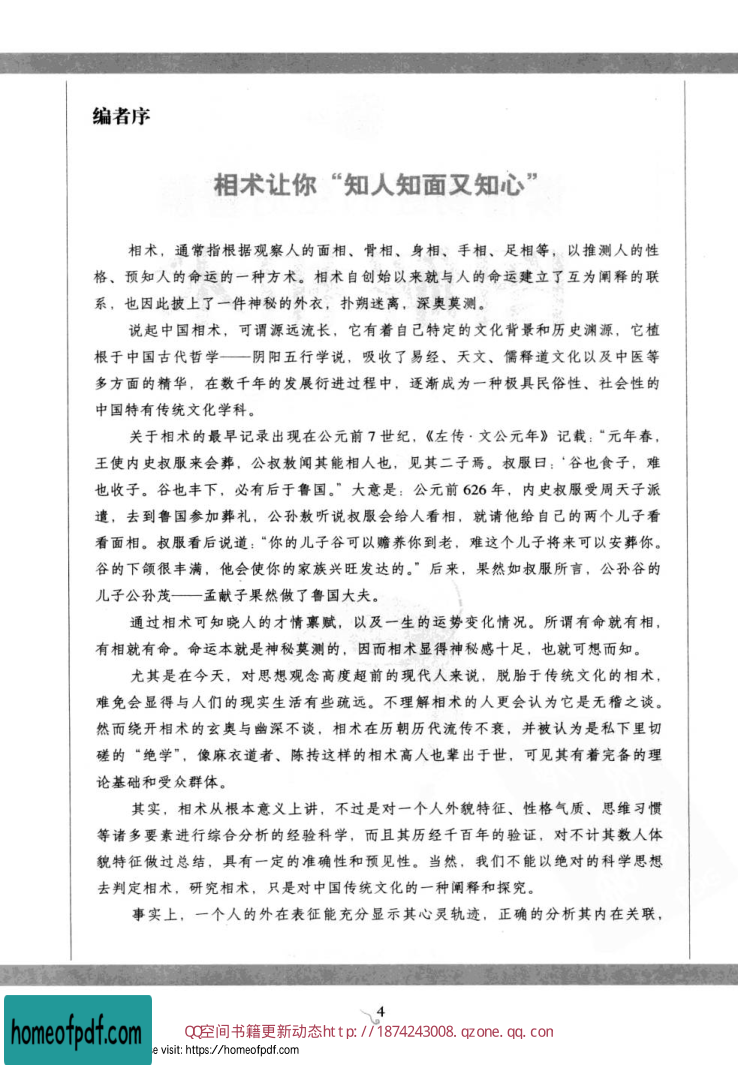 编者序
相术让你“知人知面又知心”
相术，通常指根据观察人的面相、骨相、身相、手相、足相等，以推测人的性
格、预知人的命运的一种方术。相术自创始以来就与人的命运建立了互为阐释的联
系，也因此披上了一件神秘的外衣，扑朔迷离，深奥莫测。
说起中国相术，可谓源远流长，它有着自己特定的文化背景和历史渊源，它植
根于中国古代哲学——阴阳五行学说，吸收了易经、天文、儒释道文化以及中医等
多方面的精华，在数千年的发展衍进过程中，逐渐成为一种极具民俗性、社会性的
中国特有传统文化学科。
关于相术的最早记录出现在公元前 7 世纪，《左传·文公元年》记载：“元年春，
王使内史叔服来会葬，公叔敖闻其能相人也，见其二子焉。叔服曰：‘谷也食子，难
也收子。谷也丰下，必有后于鲁国。”大意是：公元前 626 年，内史叔服受周天子派
遣，去到鲁国参加葬礼，公孙敖听说叔服会给人看相，就请他给自己的两个儿子看
看面相。叔服看后说道：“你的儿子谷可以赡养你到老，难这个儿子将来可以安葬你。
谷的下颌很丰满，他会使你的家族兴旺发达的。”后来，果然如叔服所言，公孙谷的
儿子公孙茂——孟献子果然做了鲁国大夫。
通过相术可知晓人的才情禀赋，以及一生的运势变化情况。所谓有命就有相，
有相就有命。命运本就是神秘莫测的，因而相术显得神秘感十足，也就可想而知。
尤其是在今天，对思想观念高度超前的现代人来说，脱胎于传统文化的相术，
难免会显得与人们的现实生活有些疏远。不理解相术的人更会认为它是无稽之谈。
然而绕开相术的玄奥与幽深不谈，相术在历朝历代流传不衰，并被认为是私下里切
磋的“绝学”，像麻衣道者、陈抟这样的相术高人也辈出于世，可见其有着完备的理
论基础和受众群体。
其实，相术从根本意义上讲，不过是对一个人外貌特征、性格气质、思维习惯
等诸多要素进行综合分析的经验科学，而且其历经千百年的验证，对不计其数人体
貌特征做过总结，具有一定的准确性和预见性。当然，我们不能以绝对的科学思想
去判定相术，研究相术，只是对中国传统文化的一种阐释和探究。
事实上，一个人的外在表征能充分显示其心灵轨迹，正确的分析其内在关联，
4
QQ空间书籍更新动态http://1874243008.qzone.qq.com
homeofpdf.com
e visit: https://homeofpdf.com